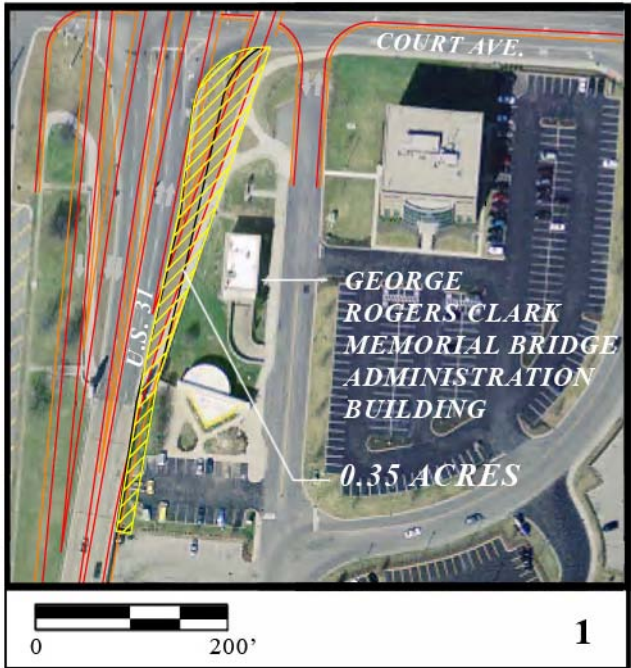 COURT AVE.
U.S. 31
GEORGE
ROGERS CLARK
MEMORIAL BRIDGE
ADMINISTRATION
BUILDING
0.35 ACRES
0 200’
1